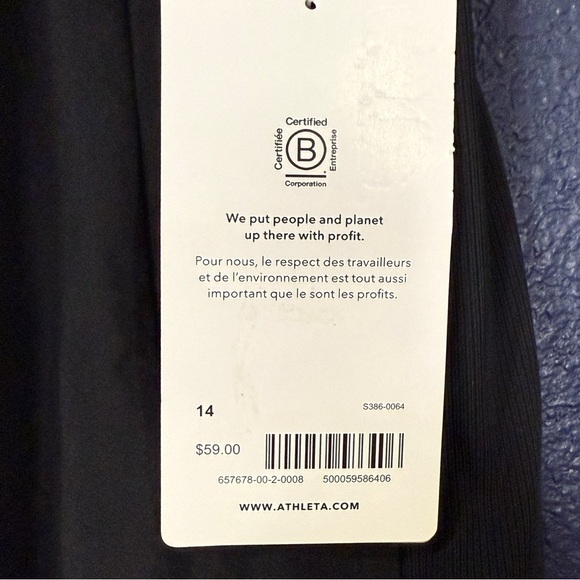 Certified
Certifiée
B
Entreprise
Corporation
We put people and planet
up there with profit.
Pour nous, le respect des travailleurs
et de l'environnement est tout aussi
important que le sont les profits.
14
S386-0064
$59.00
657678-00-2-0008 500059586406
WWW.ATHLETA.COM